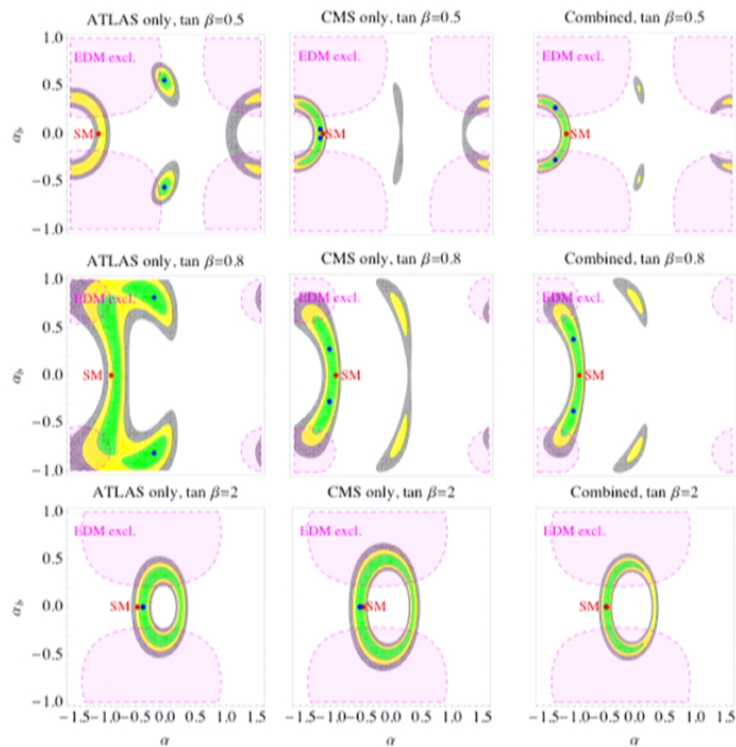 ATLAS only, tan β=0.5 CMS only, tan β=0.5 Combined, tan β=0.5
1.0
EDM excl. EDM excl. EDM excl.
0.5
α_b 0.0 SM SM SM
−0.5
−1.0
ATLAS only, tan β=0.8 CMS only, tan β=0.8 Combined, tan β=0.8
1.0
EDM excl. EDM excl. EDM excl.
0.5
α_b 0.0 SM SM SM
−0.5
−1.0
ATLAS only, tan β=2 CMS only, tan β=2 Combined, tan β=2
1.0
EDM excl. EDM excl. EDM excl.
0.5
α_b 0.0 SM SM SM
−0.5
−1.0
−1.5 −1.0 −0.5 0.0 0.5 1.0 1.5 −1.5 −1.0 −0.5 0.0 0.5 1.0 1.5 −1.5 −1.0 −0.5 0.0 0.5 1.0 1.5
α α α